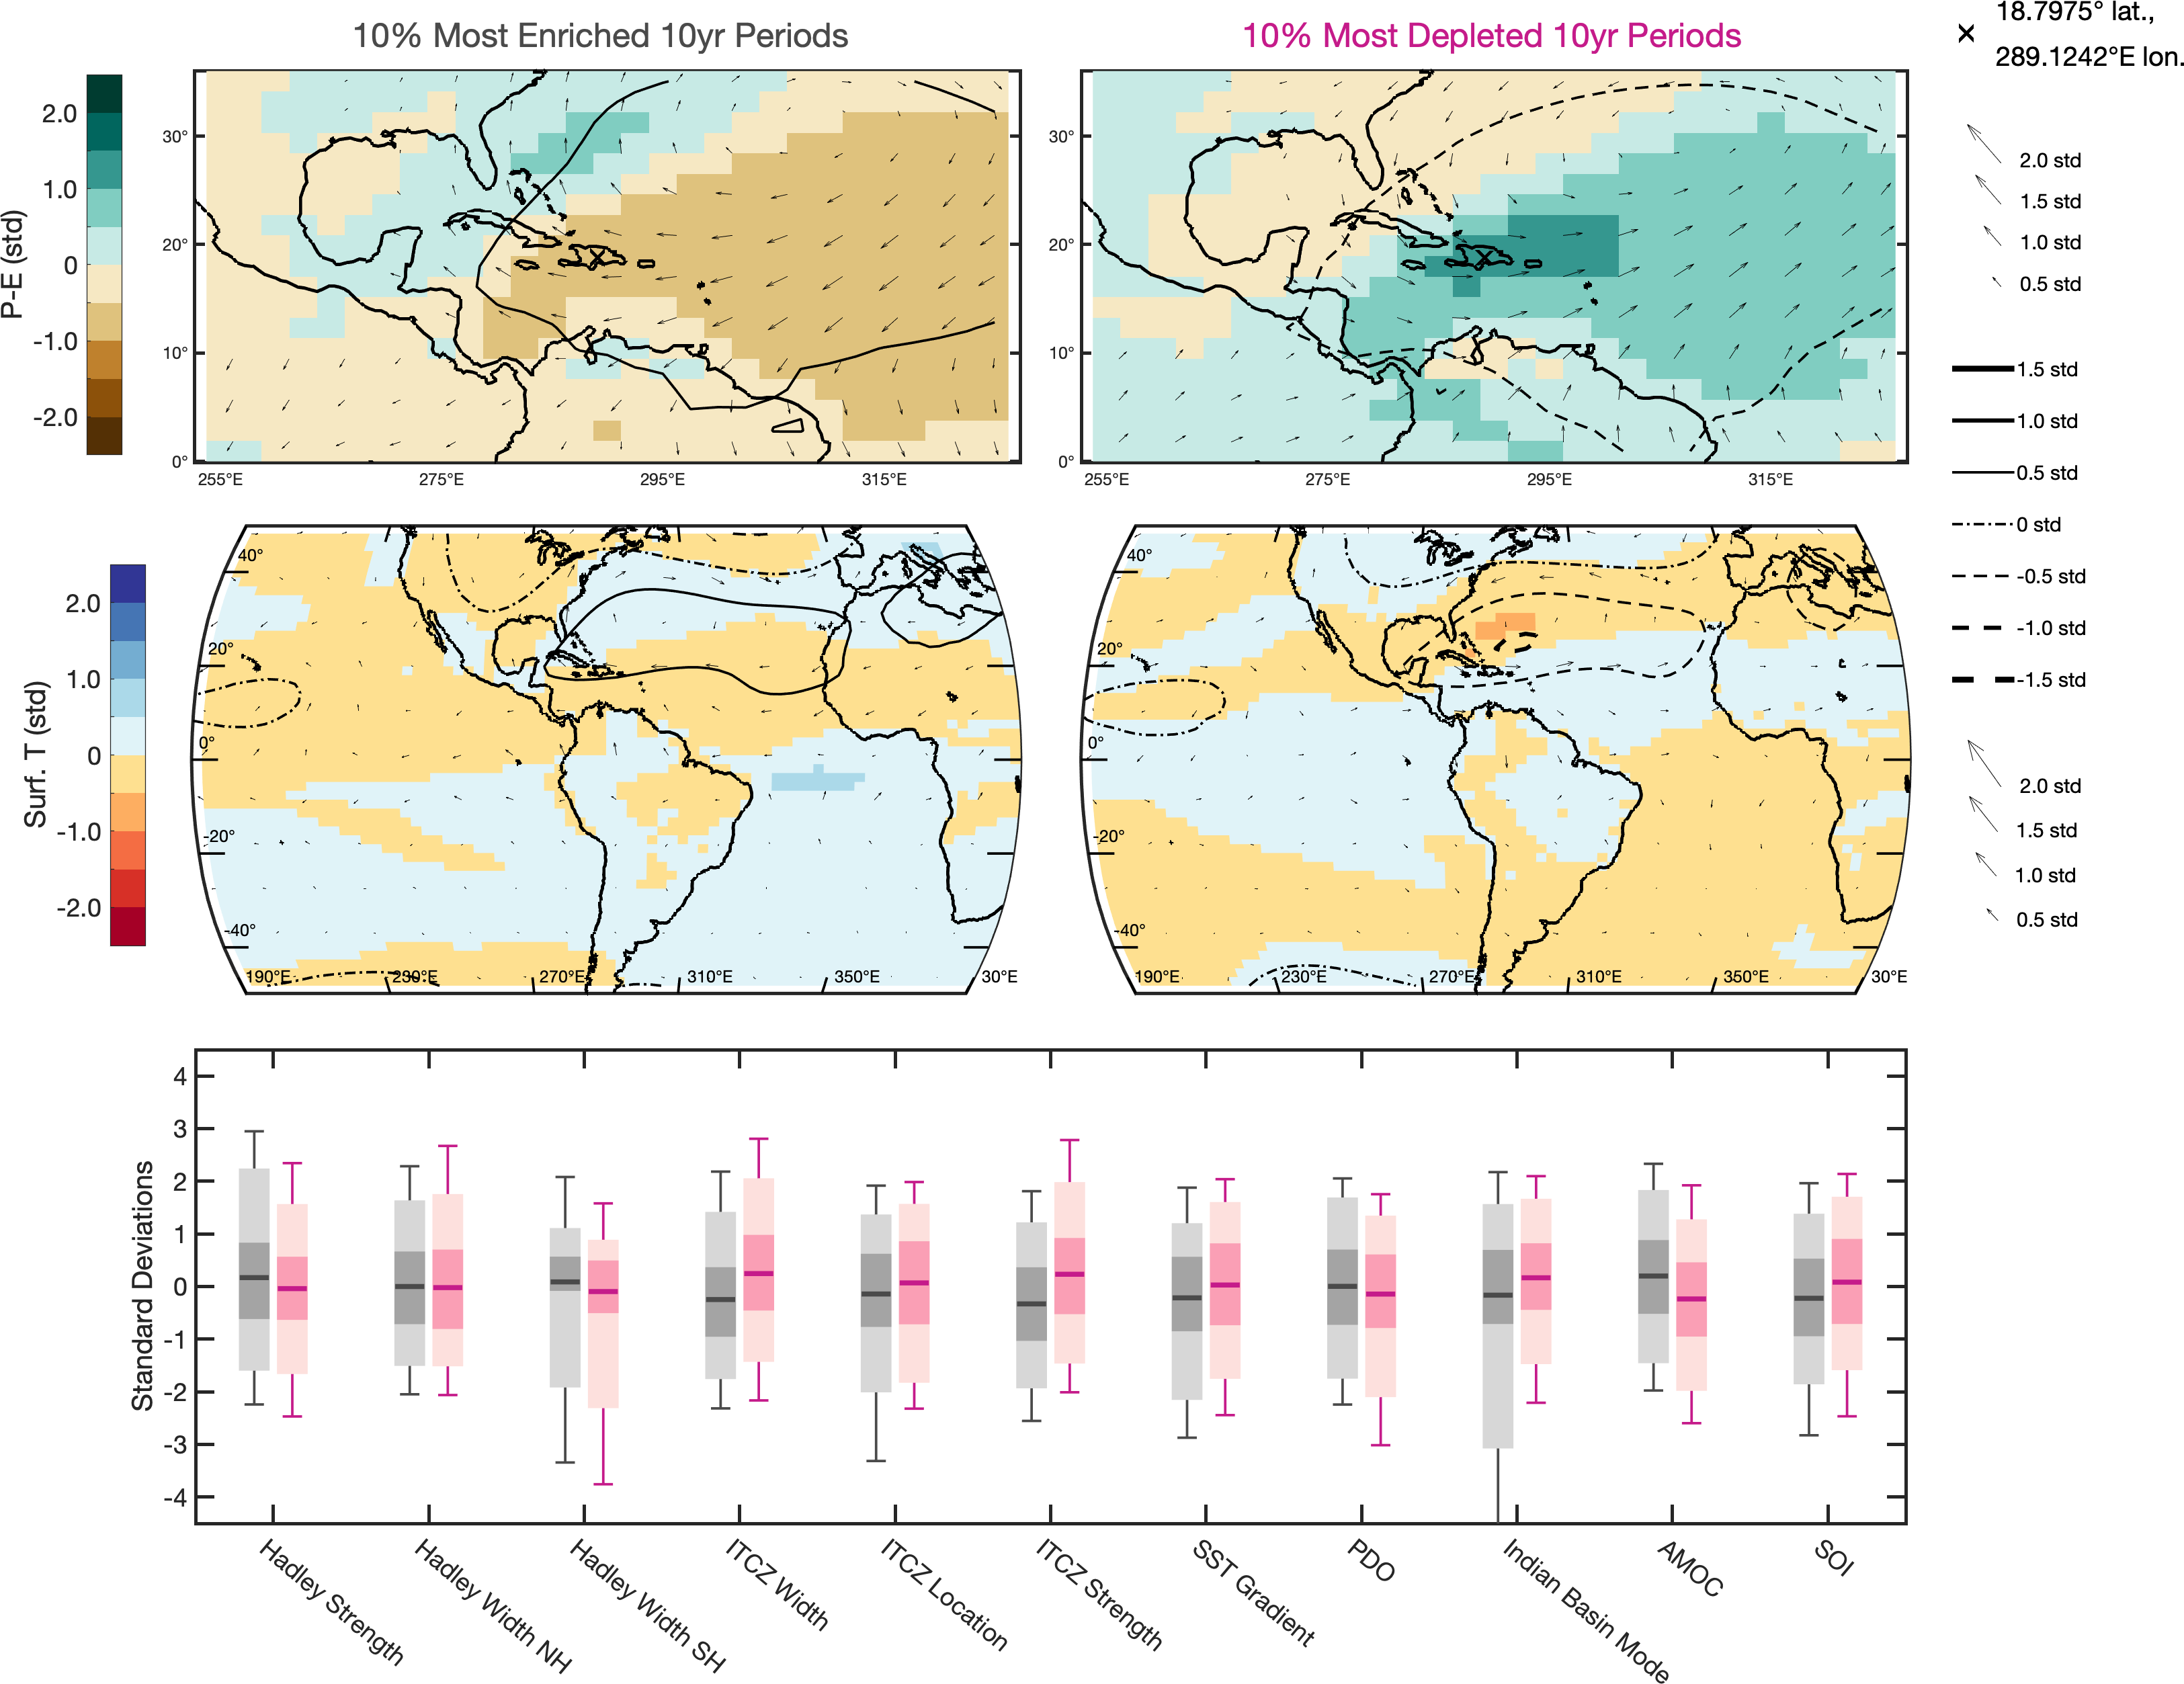 10% Most Enriched 10yr Periods
10% Most Depleted 10yr Periods
18.7975° lat.,
289.1242°E lon.
P-E (std)
2.0
1.0
0
-1.0
-2.0
30°
20°
10°
0°
255°E
275°E
295°E
315°E
30°
20°
10°
0°
255°E
275°E
295°E
315°E
2.0 std
1.5 std
1.0 std
0.5 std
1.5 std
1.0 std
0.5 std
0 std
-0.5 std
-1.0 std
-1.5 std
Surf. T (std)
2.0
1.0
0
-1.0
-2.0
40°
20°
0°
-20°
-40°
190°E
230°E
270°E
310°E
350°E
30°E
40°
20°
0°
-20°
-40°
190°E
230°E
270°E
310°E
350°E
30°E
2.0 std
1.5 std
1.0 std
0.5 std
Standard Deviations
4
3
2
1
0
-1
-2
-3
-4
Hadley Strength
Hadley Width NH
Hadley Width SH
ITCZ Width
ITCZ Location
ITCZ Strength
SST Gradient
PDO
Indian Basin Mode
AMOC
SOI